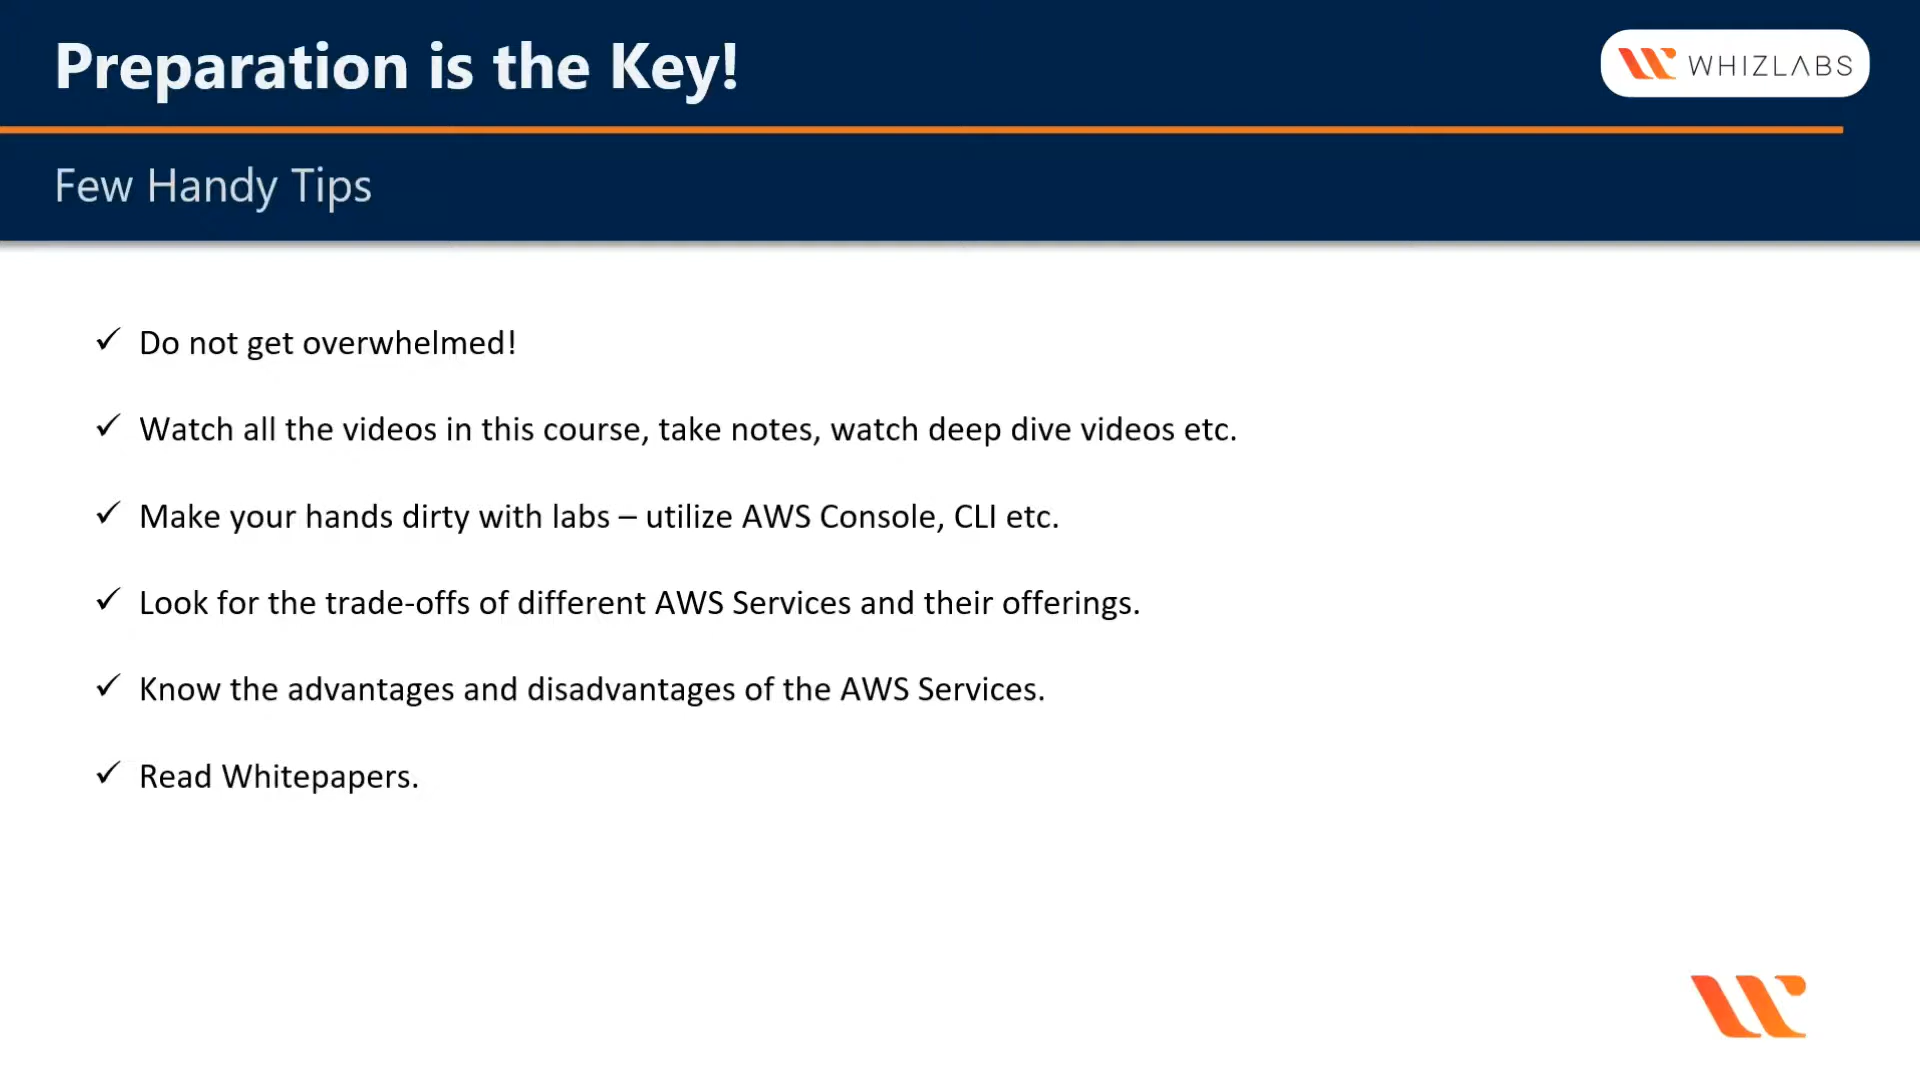 Preparation is the Key!
WHIZLABS
Few Handy Tips
✓ Do not get overwhelmed!
✓ Watch all the videos in this course, take notes, watch deep dive videos etc.
✓ Make your hands dirty with labs – utilize AWS Console, CLI etc.
✓ Look for the trade-offs of different AWS Services and their offerings.
✓ Know the advantages and disadvantages of the AWS Services.
✓ Read Whitepapers.